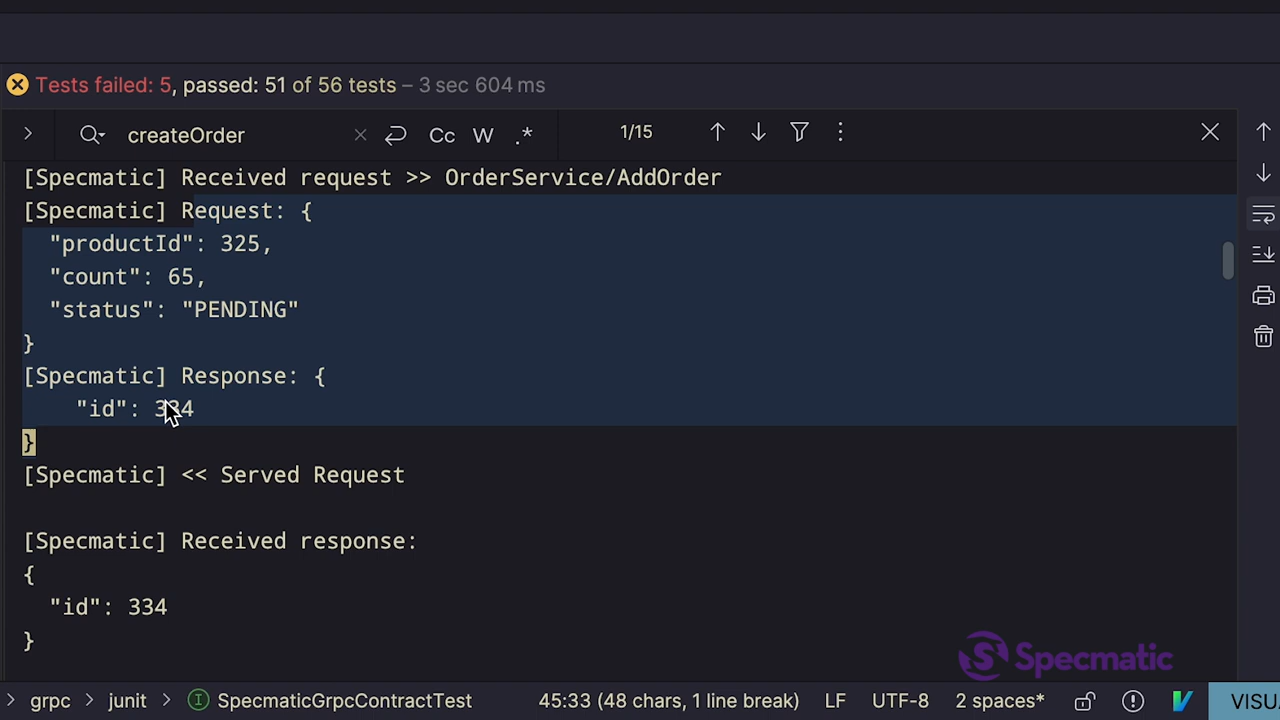 Tests failed: 5, passed: 51 of 56 tests – 3 sec 604 ms
createOrder
Cc W .*
1/15
[Specmatic] Received request >> OrderService/AddOrder
[Specmatic] Request: {
"productId": 325,
"count": 65,
"status": "PENDING"
}
[Specmatic] Response: {
"id": 334
}
[Specmatic] << Served Request
[Specmatic] Received response:
{
"id": 334
}
Specmatic
grpc > junit > SpecmaticGrpcContractTest 45:33 (48 chars, 1 line break) LF UTF-8 2 spaces* VISU